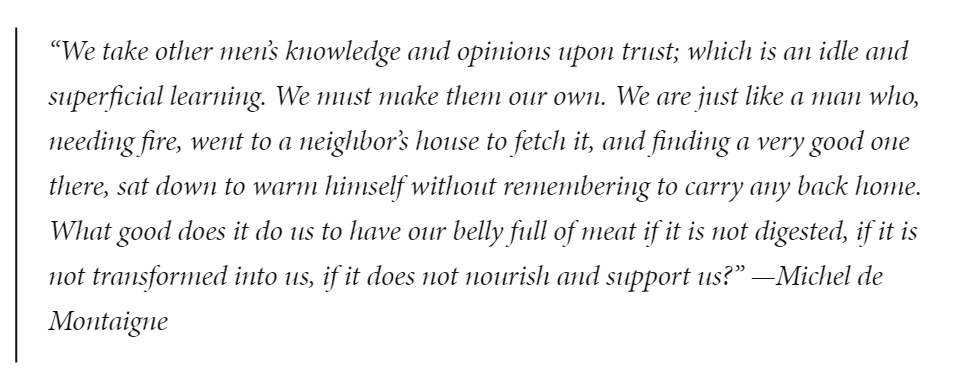 “We take other men’s knowledge and opinions upon trust; which is an idle and
superficial learning. We must make them our own. We are just like a man who,
needing fire, went to a neighbor’s house to fetch it, and finding a very good one
there, sat down to warm himself without remembering to carry any back home.
What good does it do us to have our belly full of meat if it is not digested, if it is
not transformed into us, if it does not nourish and support us?” —Michel de
Montaigne